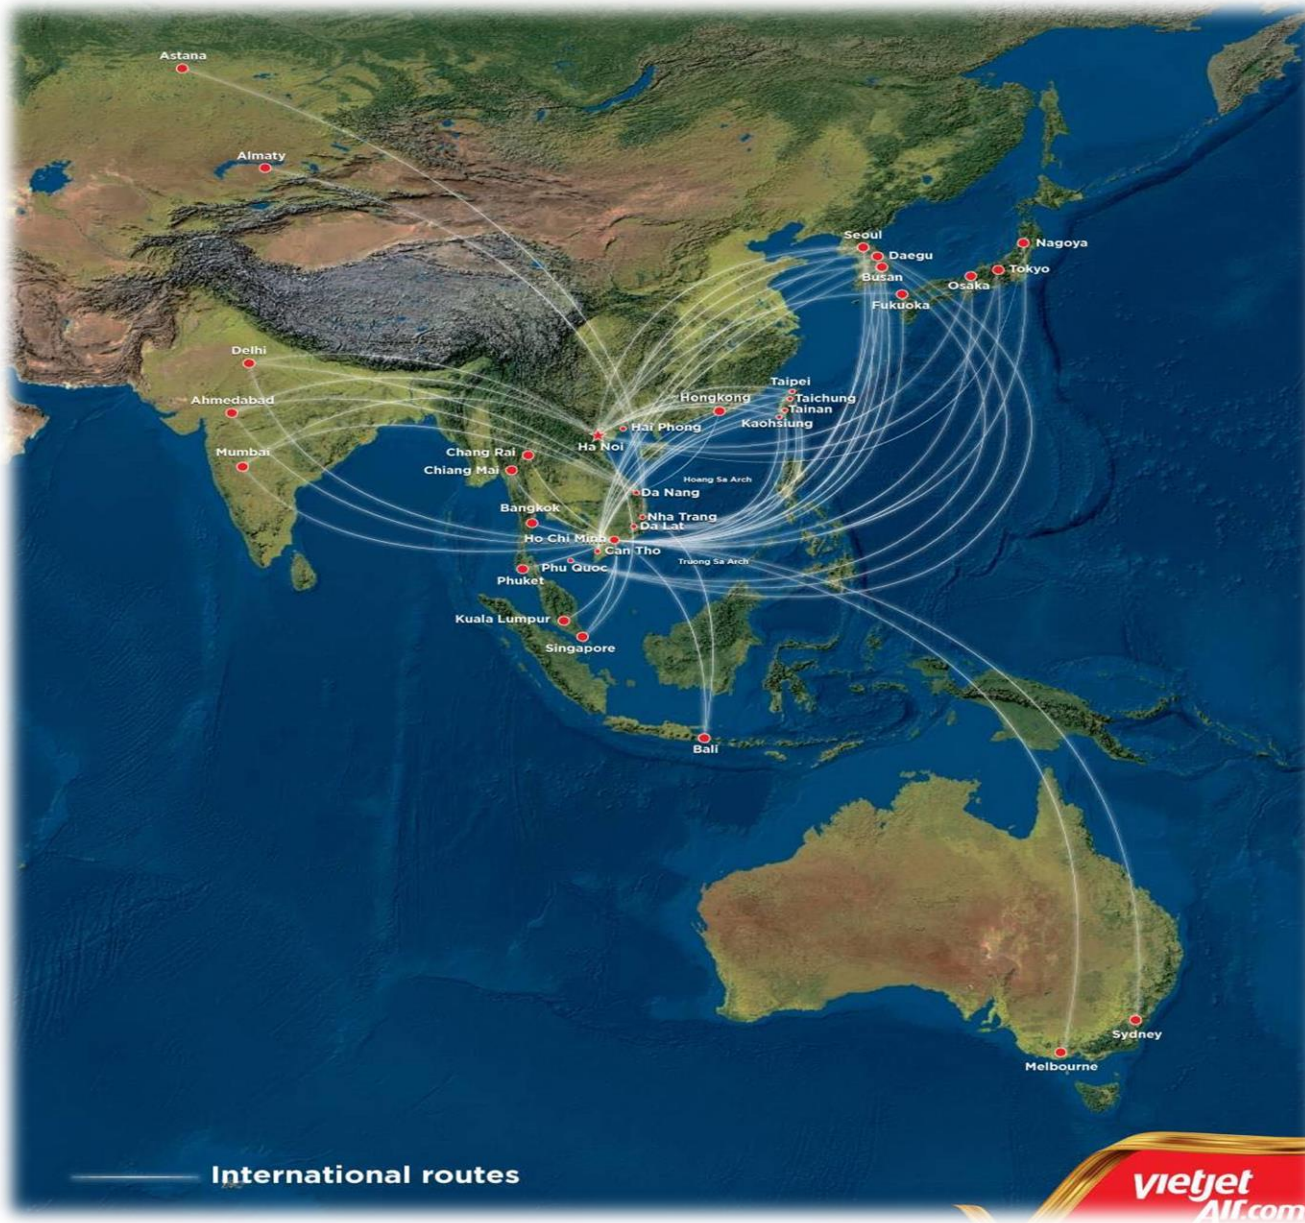 Astana
Almaty
Seoul
Daegu
Busan
Nagoya
Tokyo
Osaka
Fukuoka
Delhi
Ahmedabad
Mumbai
Taipei
Hengkong
Taichung
Tainan
Kaohsiung
Hai Phong
Ha Noi
Chang Rai
Chiang Mai
Hoang Sa Arch
Da Nang
Bangkok
Nha Trang
Da Lat
Ho Chi Minh
Can Tho
Phu Quoc
Truong Sa Arch
Phuket
Kuala Lumpur
Singapore
Bali
Sydney
Melbourne
International routes
vietjet
Air.com